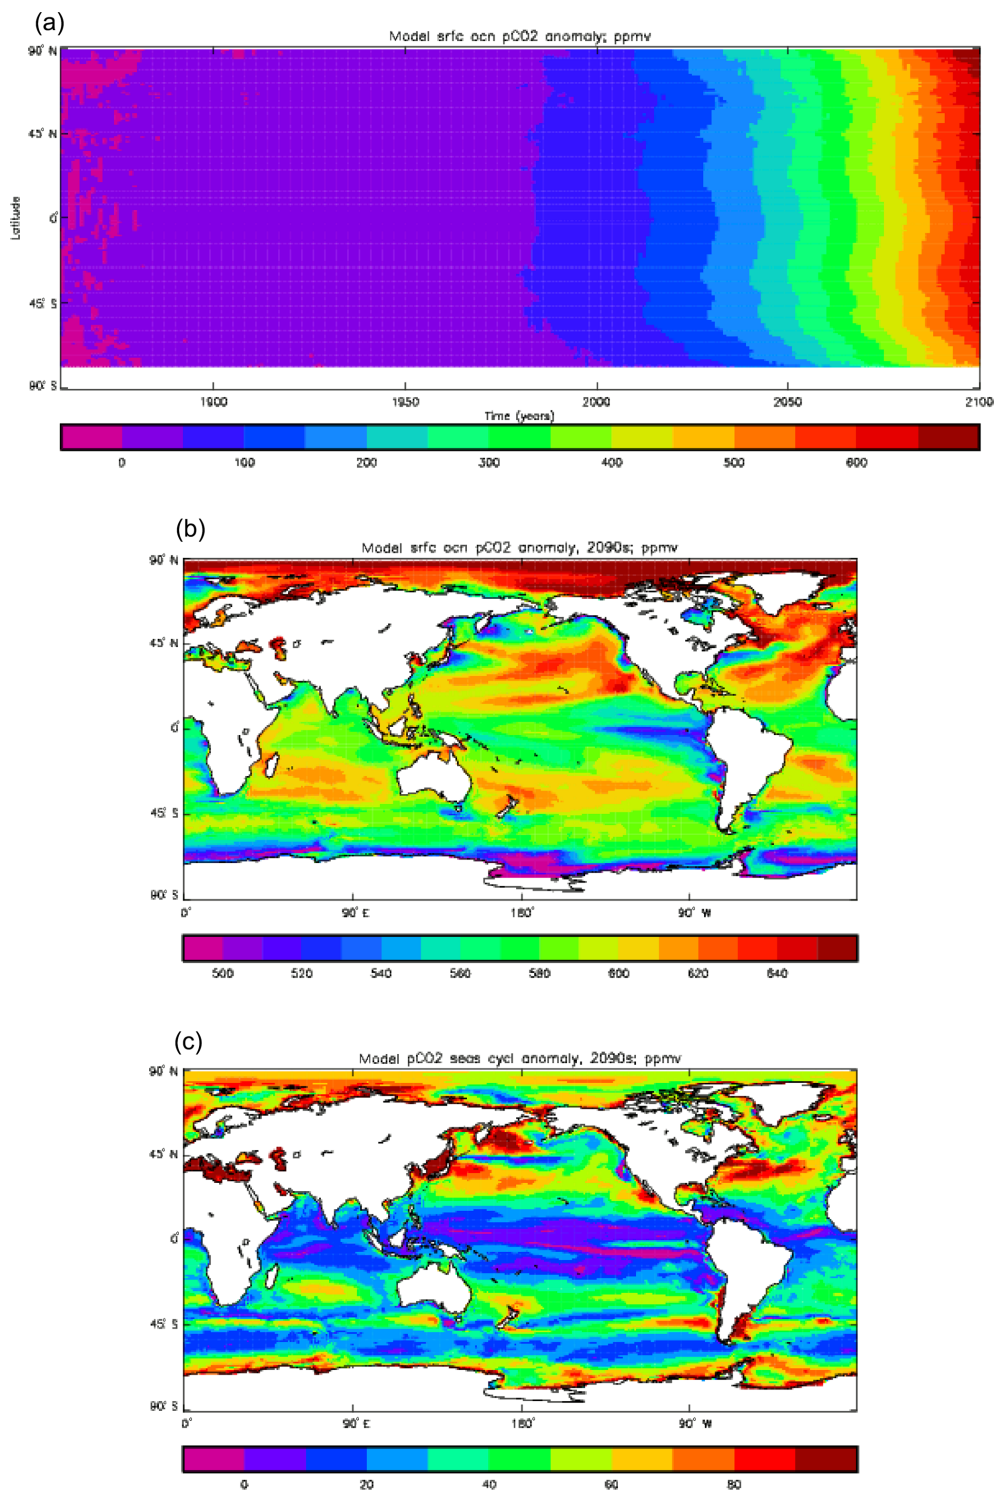 (a)
Model srfc ocn pCO2 anomaly; ppmv
90° N
45° N
0°
45° S
90° S
Latitude
1900 1950 2000 2050 2100
Time (years)
0 100 200 300 400 500 600
(b)
Model srfc ocn pCO2 anomaly, 2090s; ppmv
90° N
45° N
0°
45° S
90° S
0° 90° E 180° 90° W
500 520 540 560 580 600 620 640
(c)
Model pCO2 seas cycl anomaly, 2090s; ppmv
90° N
45° N
0°
45° S
90° S
0° 90° E 180° 90° W
0 20 40 60 80